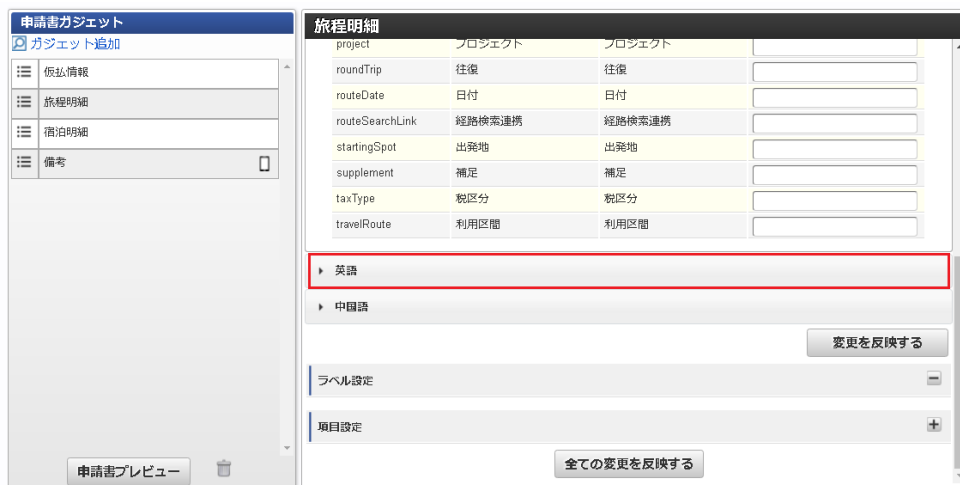 申請書ガジェット
ガジェット追加
仮払情報
旅程明細
宿泊明細
備考
申請書プレビュー
旅程明細
project プロジェクト プロジェクト
roundTrip 往復 往復
routeDate 日付 日付
routeSearchLink 経路検索連携 経路検索連携
startingSpot 出発地 出発地
supplement 補足 補足
taxType 税区分 税区分
travelRoute 利用区間 利用区間
英語
中国語
変更を反映する
ラベル設定
項目設定
全ての変更を反映する